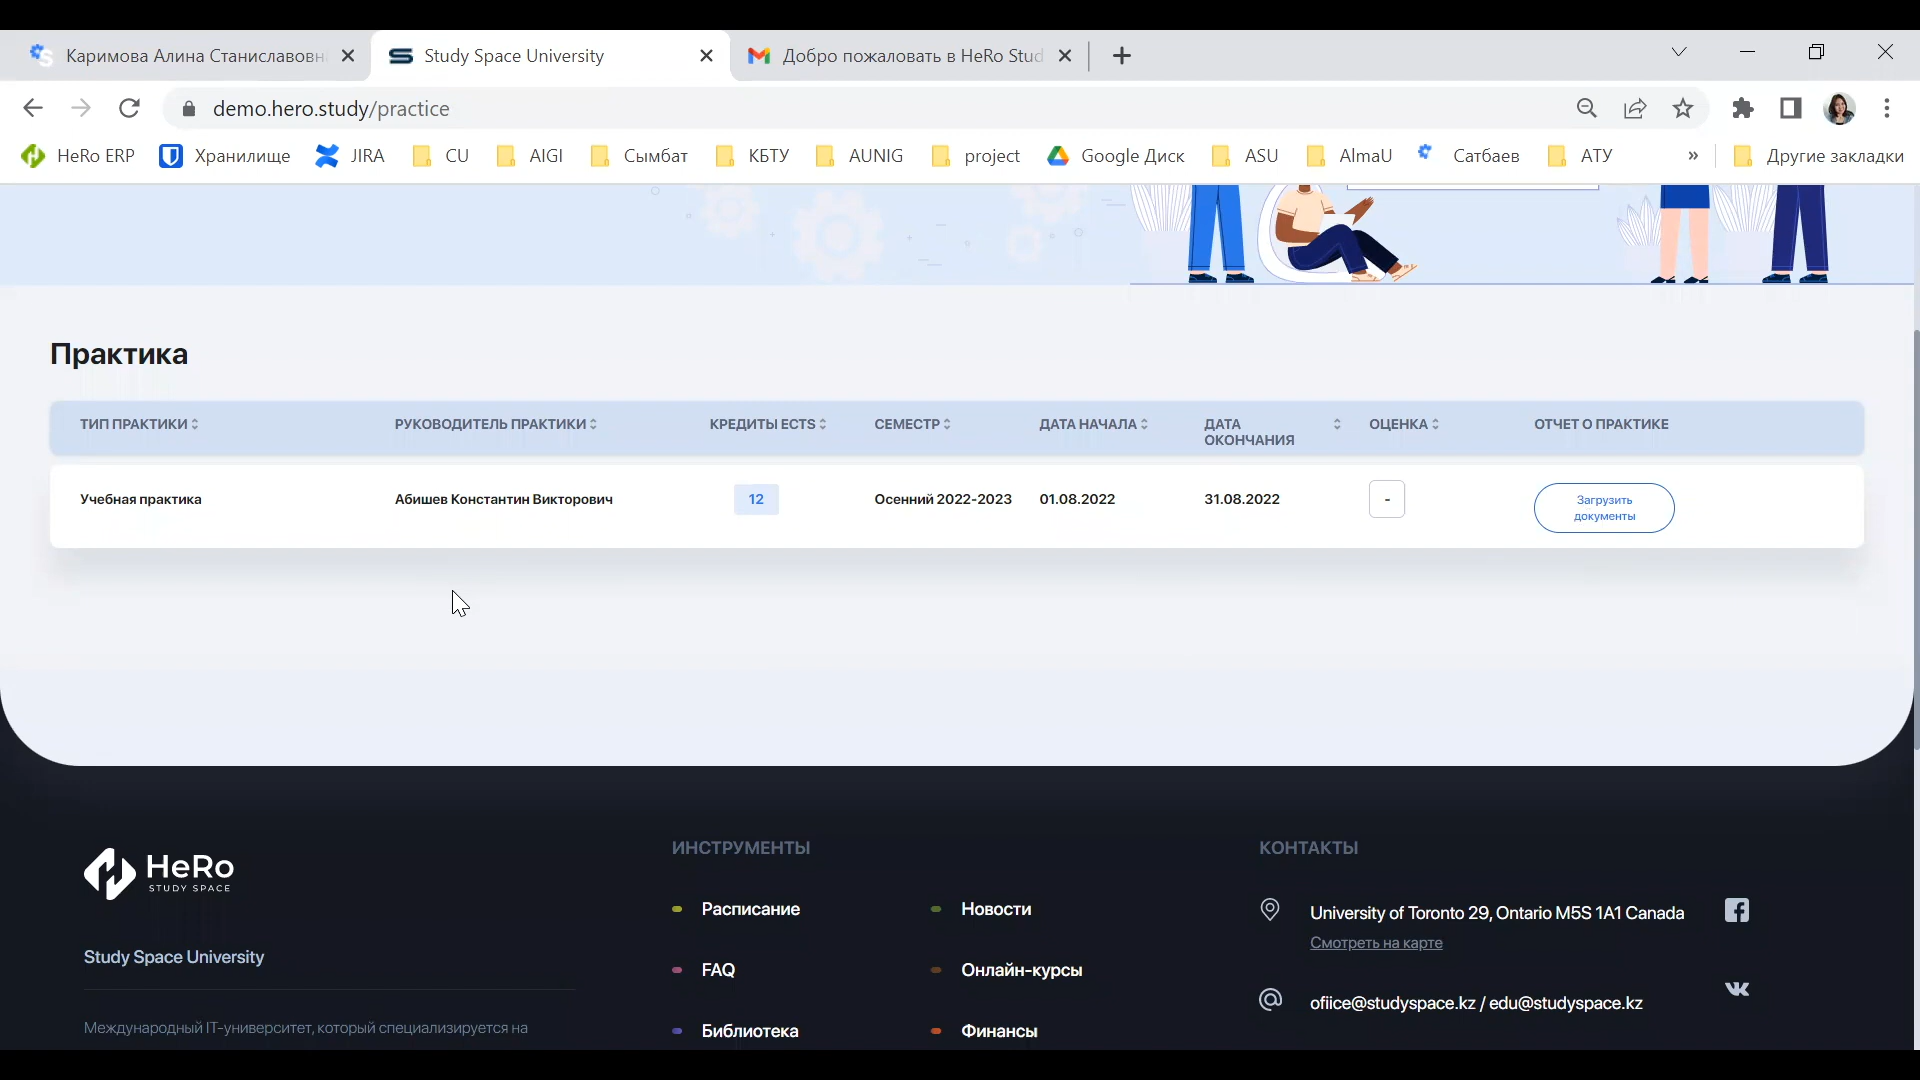 Каримова Алина Станиславовн
Study Space University
Добро пожаловать в HeRo Stud
demo.hero.study/practice
HeRo ERP
Хранилище
JIRA
CU
AIGI
Сымбат
КБТУ
AUNIG
project
Google Диск
ASU
AlmaU
Сатбаев
АТУ
»
Другие закладки
Практика
ТИП ПРАКТИКИ
РУКОВОДИТЕЛЬ ПРАКТИКИ
КРЕДИТЫ ECTS
СЕМЕСТР
ДАТА НАЧАЛА
ДАТА
ОКОНЧАНИЯ
ОЦЕНКА
ОТЧЕТ О ПРАКТИКЕ
Учебная практика
Абишев Константин Викторович
12
Осенний 2022-2023
01.08.2022
31.08.2022
-
Загрузить
документы
HeRo
STUDY SPACE
Study Space University
Международный IT-университет, который специализируется на
ИНСТРУМЕНТЫ
Расписание
Новости
FAQ
Онлайн-курсы
Библиотека
Финансы
КОНТАКТЫ
University of Toronto 29, Ontario M5S 1A1 Canada
Смотреть на карте
ofiice@studyspace.kz / edu@studyspace.kz